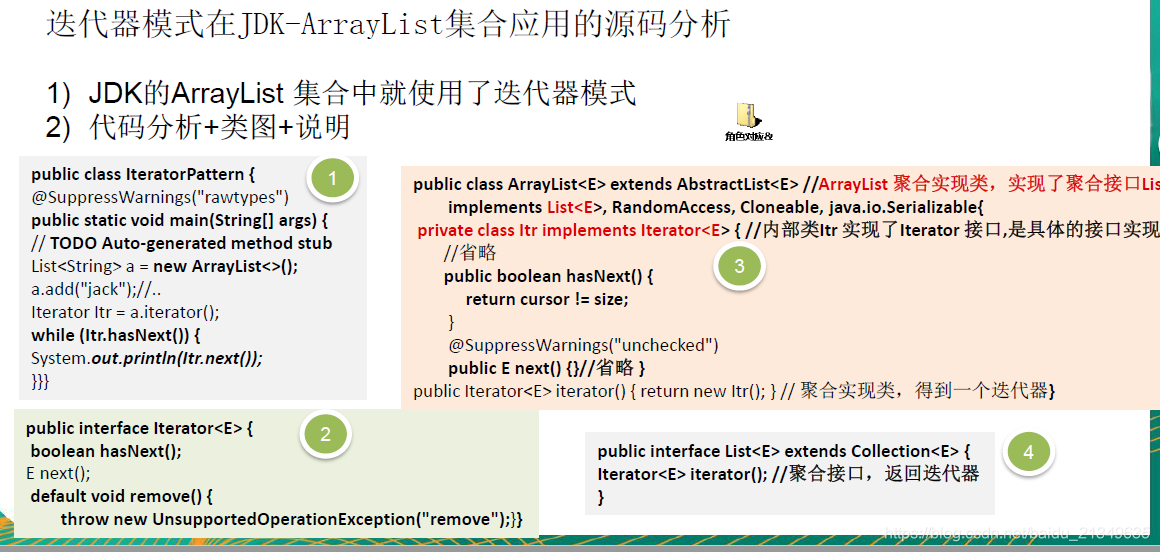 迭代器模式在JDK-ArrayList集合应用的源码分析
1) JDK的ArrayList 集合中就使用了迭代器模式
2) 代码分析+类图+说明
角色对应&
1
public class IteratorPattern {
@SuppressWarnings("rawtypes")
public static void main(String[] args) {
// TODO Auto-generated method stub
List<String> a = new ArrayList<>();
a.add("jack");//..
Iterator Itr = a.iterator();
while (Itr.hasNext()) {
System.out.println(Itr.next());
}}}
3
public class ArrayList<E> extends AbstractList<E> //ArrayList 聚合实现类，实现了聚合接口Lis
implements List<E>, RandomAccess, Cloneable, java.io.Serializable{
private class Itr implements Iterator<E> { //内部类Itr 实现了Iterator 接口,是具体的接口实现
//省略
public boolean hasNext() {
return cursor != size;
}
@SuppressWarnings("unchecked")
public E next() {}//省略 }
public Iterator<E> iterator() { return new Itr(); } // 聚合实现类，得到一个迭代器}
2
public interface Iterator<E> {
boolean hasNext();
E next();
default void remove() {
throw new UnsupportedOperationException("remove");}}
4
public interface List<E> extends Collection<E> {
Iterator<E> iterator(); //聚合接口，返回迭代器
}